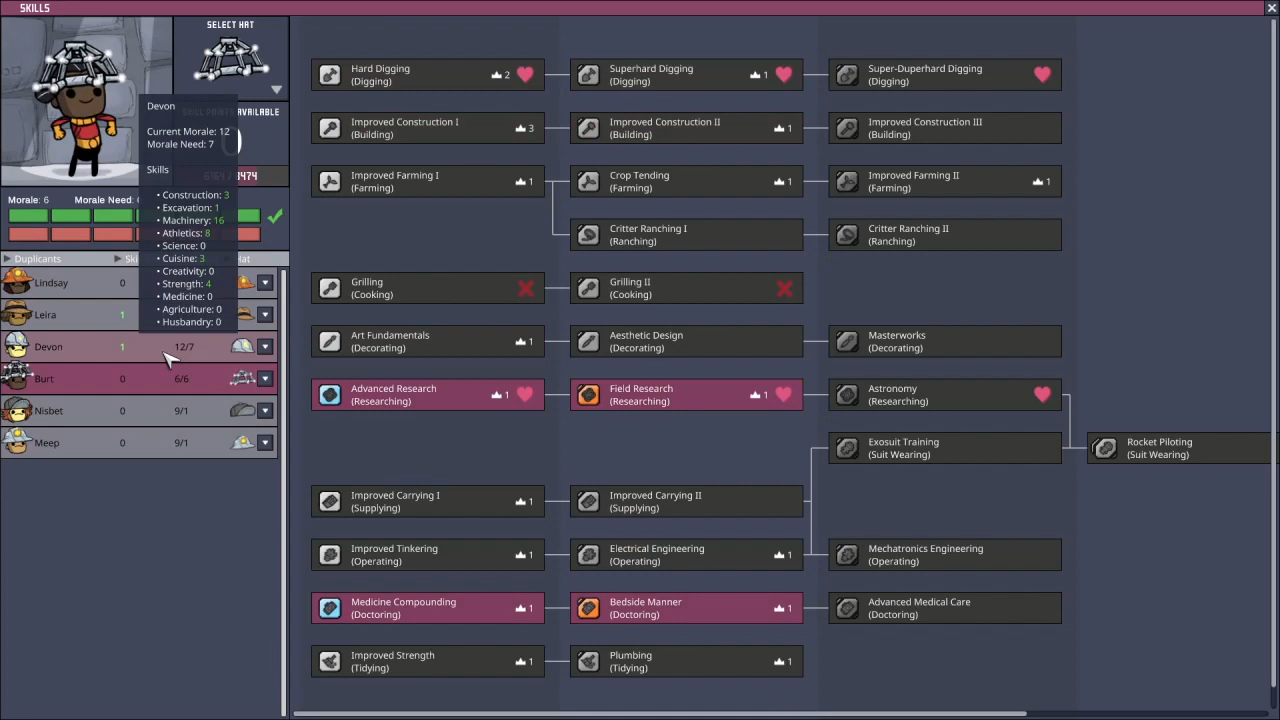 SKILLS
SELECT HAT
Devon
Current Morale: 12
Morale Need: 7
Skills
• Construction: 3
• Excavation: 1
• Machinery: 16
• Athletics: 8
• Science: 0
• Cuisine: 3
• Creativity: 0
• Strength: 4
• Medicine: 0
• Agriculture: 0
• Husbandry: 0
Morale: 6
Morale Need:
Duplicants
Lindsay 0
Leira 1
Devon 1 12/7
Burt 0 6/6
Nisbet 0 9/1
Meep 0 9/1
Hard Digging
(Digging)
2
Superhard Digging
(Digging)
1
Super-Duperhard Digging
(Digging)
Improved Construction I
(Building)
3
Improved Construction II
(Building)
1
Improved Construction III
(Building)
Improved Farming I
(Farming)
1
Crop Tending
(Farming)
1
Improved Farming II
(Farming)
1
Critter Ranching I
(Ranching)
Critter Ranching II
(Ranching)
Grilling
(Cooking)
Grilling II
(Cooking)
Art Fundamentals
(Decorating)
1
Aesthetic Design
(Decorating)
Masterworks
(Decorating)
Advanced Research
(Researching)
1
Field Research
(Researching)
1
Astronomy
(Researching)
Exosuit Training
(Suit Wearing)
Rocket Piloting
(Suit Wearing)
Improved Carrying I
(Supplying)
1
Improved Carrying II
(Supplying)
Improved Tinkering
(Operating)
1
Electrical Engineering
(Operating)
1
Mechatronics Engineering
(Operating)
Medicine Compounding
(Doctoring)
1
Bedside Manner
(Doctoring)
1
Advanced Medical Care
(Doctoring)
Improved Strength
(Tidying)
1
Plumbing
(Tidying)
1